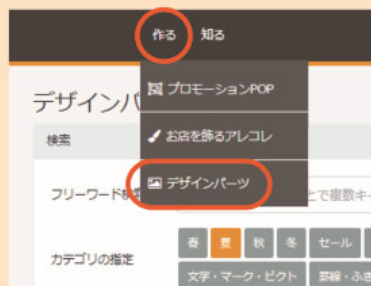 作る 知る
プロモーションPOP
デザインパ
お店を飾るアレコレ
検索
デザインパーツ
フリーワード検
とで複数キー
春 夏 秋 冬 セール
カテゴリの指定
文字・マーク・ピクト 罫線・ふき